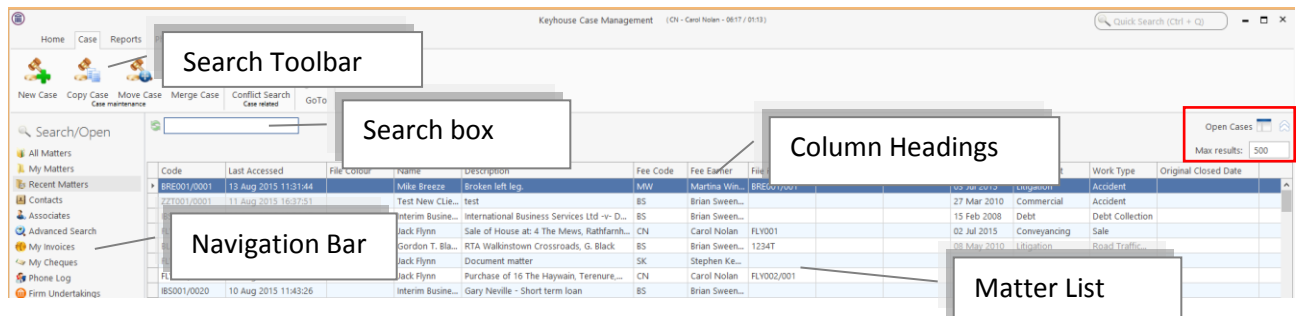 Keyhouse Case Management (CN - Carol Nolan - 0617 / 01:13)
Quick Search (Ctrl + Q)
Home Case Reports
Search Toolbar
New Case Copy Case Move Case Merge Case Conflict Search GoTo
Case maintenance Case related
Search box
Column Headings
Open Cases
Max results: 500
Search/Open
All Matters
My Matters
Recent Matters
Contacts
Associates
Advanced Search
My Invoices
My Cheques
Phone Log
Firm Undertakings
Navigation Bar
Code Last Accessed File Colour Name Description Fee Code Fee Earner File Work Type Original Closed Date
BRE001/0001 13 Aug 2015 11:31:44 Mike Breeze Broken left leg. MW Martina Win... BRE001/001 03 Jul 2015 Litigation Accident
ZZT001/0001 11 Aug 2015 16:37:51 Test New CLie... test BS Brian Sween... 27 Mar 2010 Commercial Accident
Interim Busine... International Business Services Ltd -v- D... BS Brian Sween... 15 Feb 2008 Debt Debt Collection
Jack Flynn Sale of House at: 4 The Mews, Rathfarnh... CN Carol Nolan FLY001 02 Jul 2015 Conveyancing Sale
Gordon T. Bla... RTA Walkinstown Crossroads, G. Black BS Brian Sween... 1234T 08 May 2010 Litigation Road Traffic...
Jack Flynn Document matter SK Stephen Ke...
FL Jack Flynn Purchase of 16 The Haywain, Terenure,... CN Carol Nolan FLY002/001
IBS001/0020 10 Aug 2015 11:43:26 Interim Busine... Gary Neville - Short term loan BS Brian Sween...
Matter List